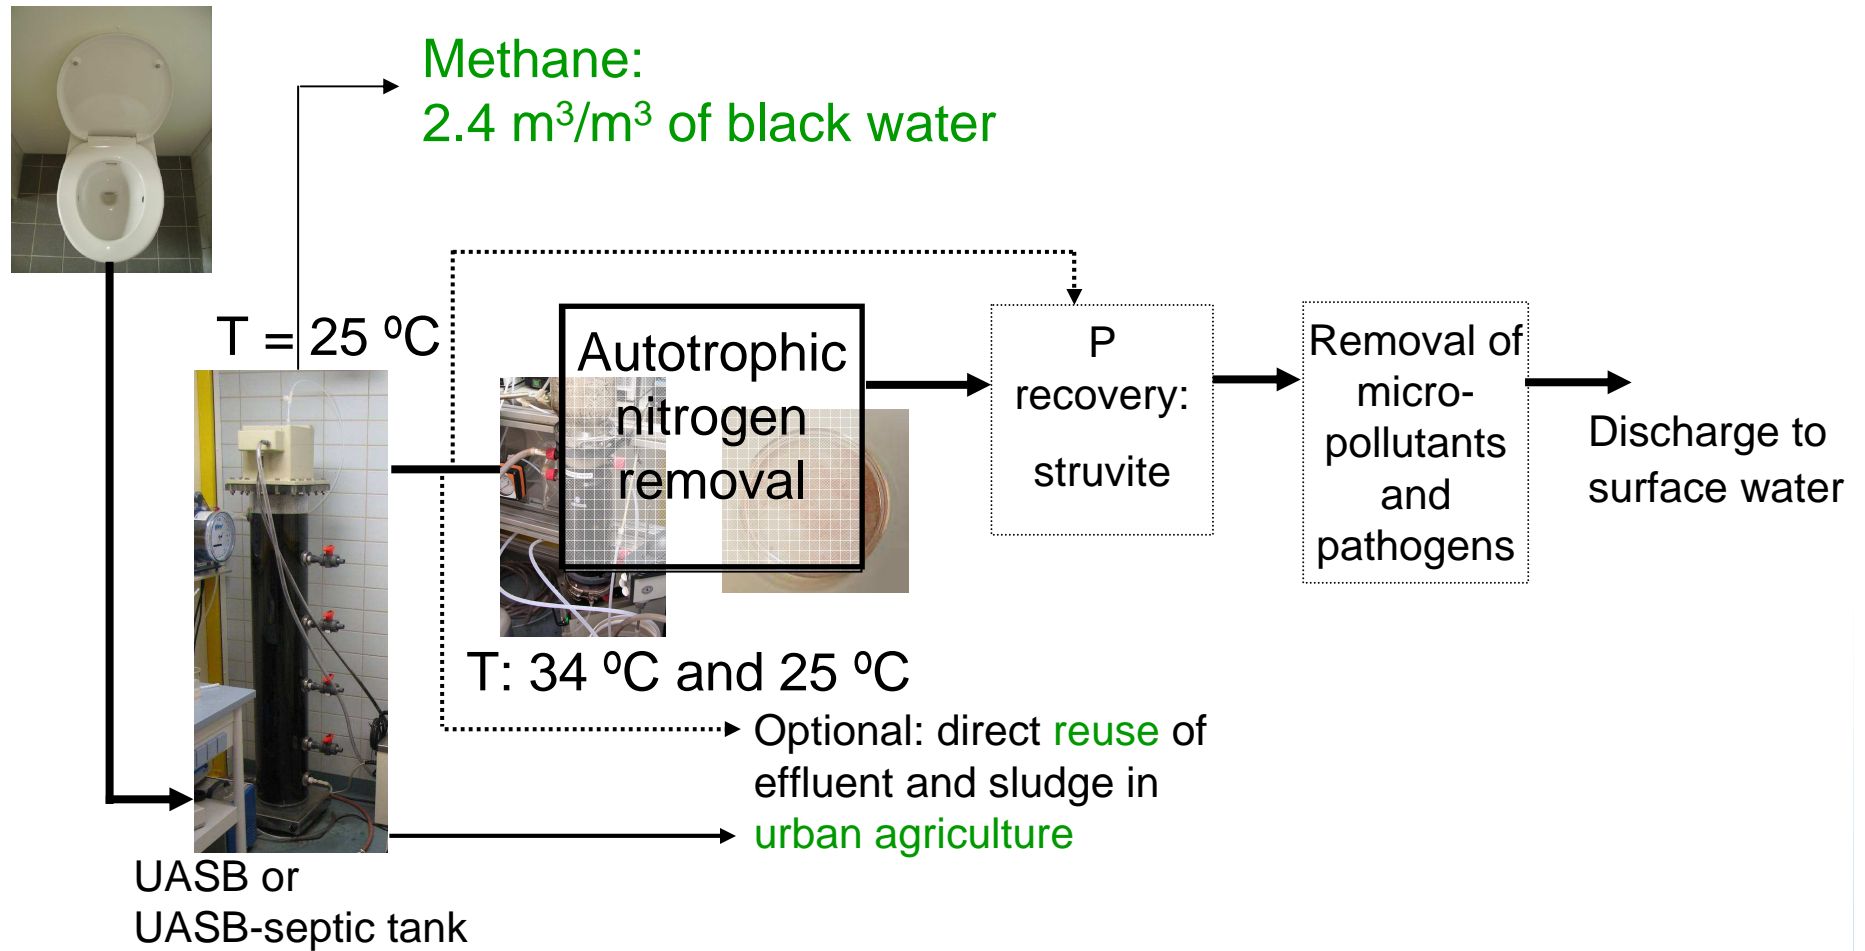 Methane:
2.4 m³/m³ of black water
T = 25 ºC
Autotrophic
nitrogen
removal
P
recovery:
struvite
Removal of
micro-
pollutants
and
pathogens
Discharge to
surface water
T: 34 ºC and 25 ºC
Optional: direct reuse of
effluent and sludge in
urban agriculture
UASB or
UASB-septic tank